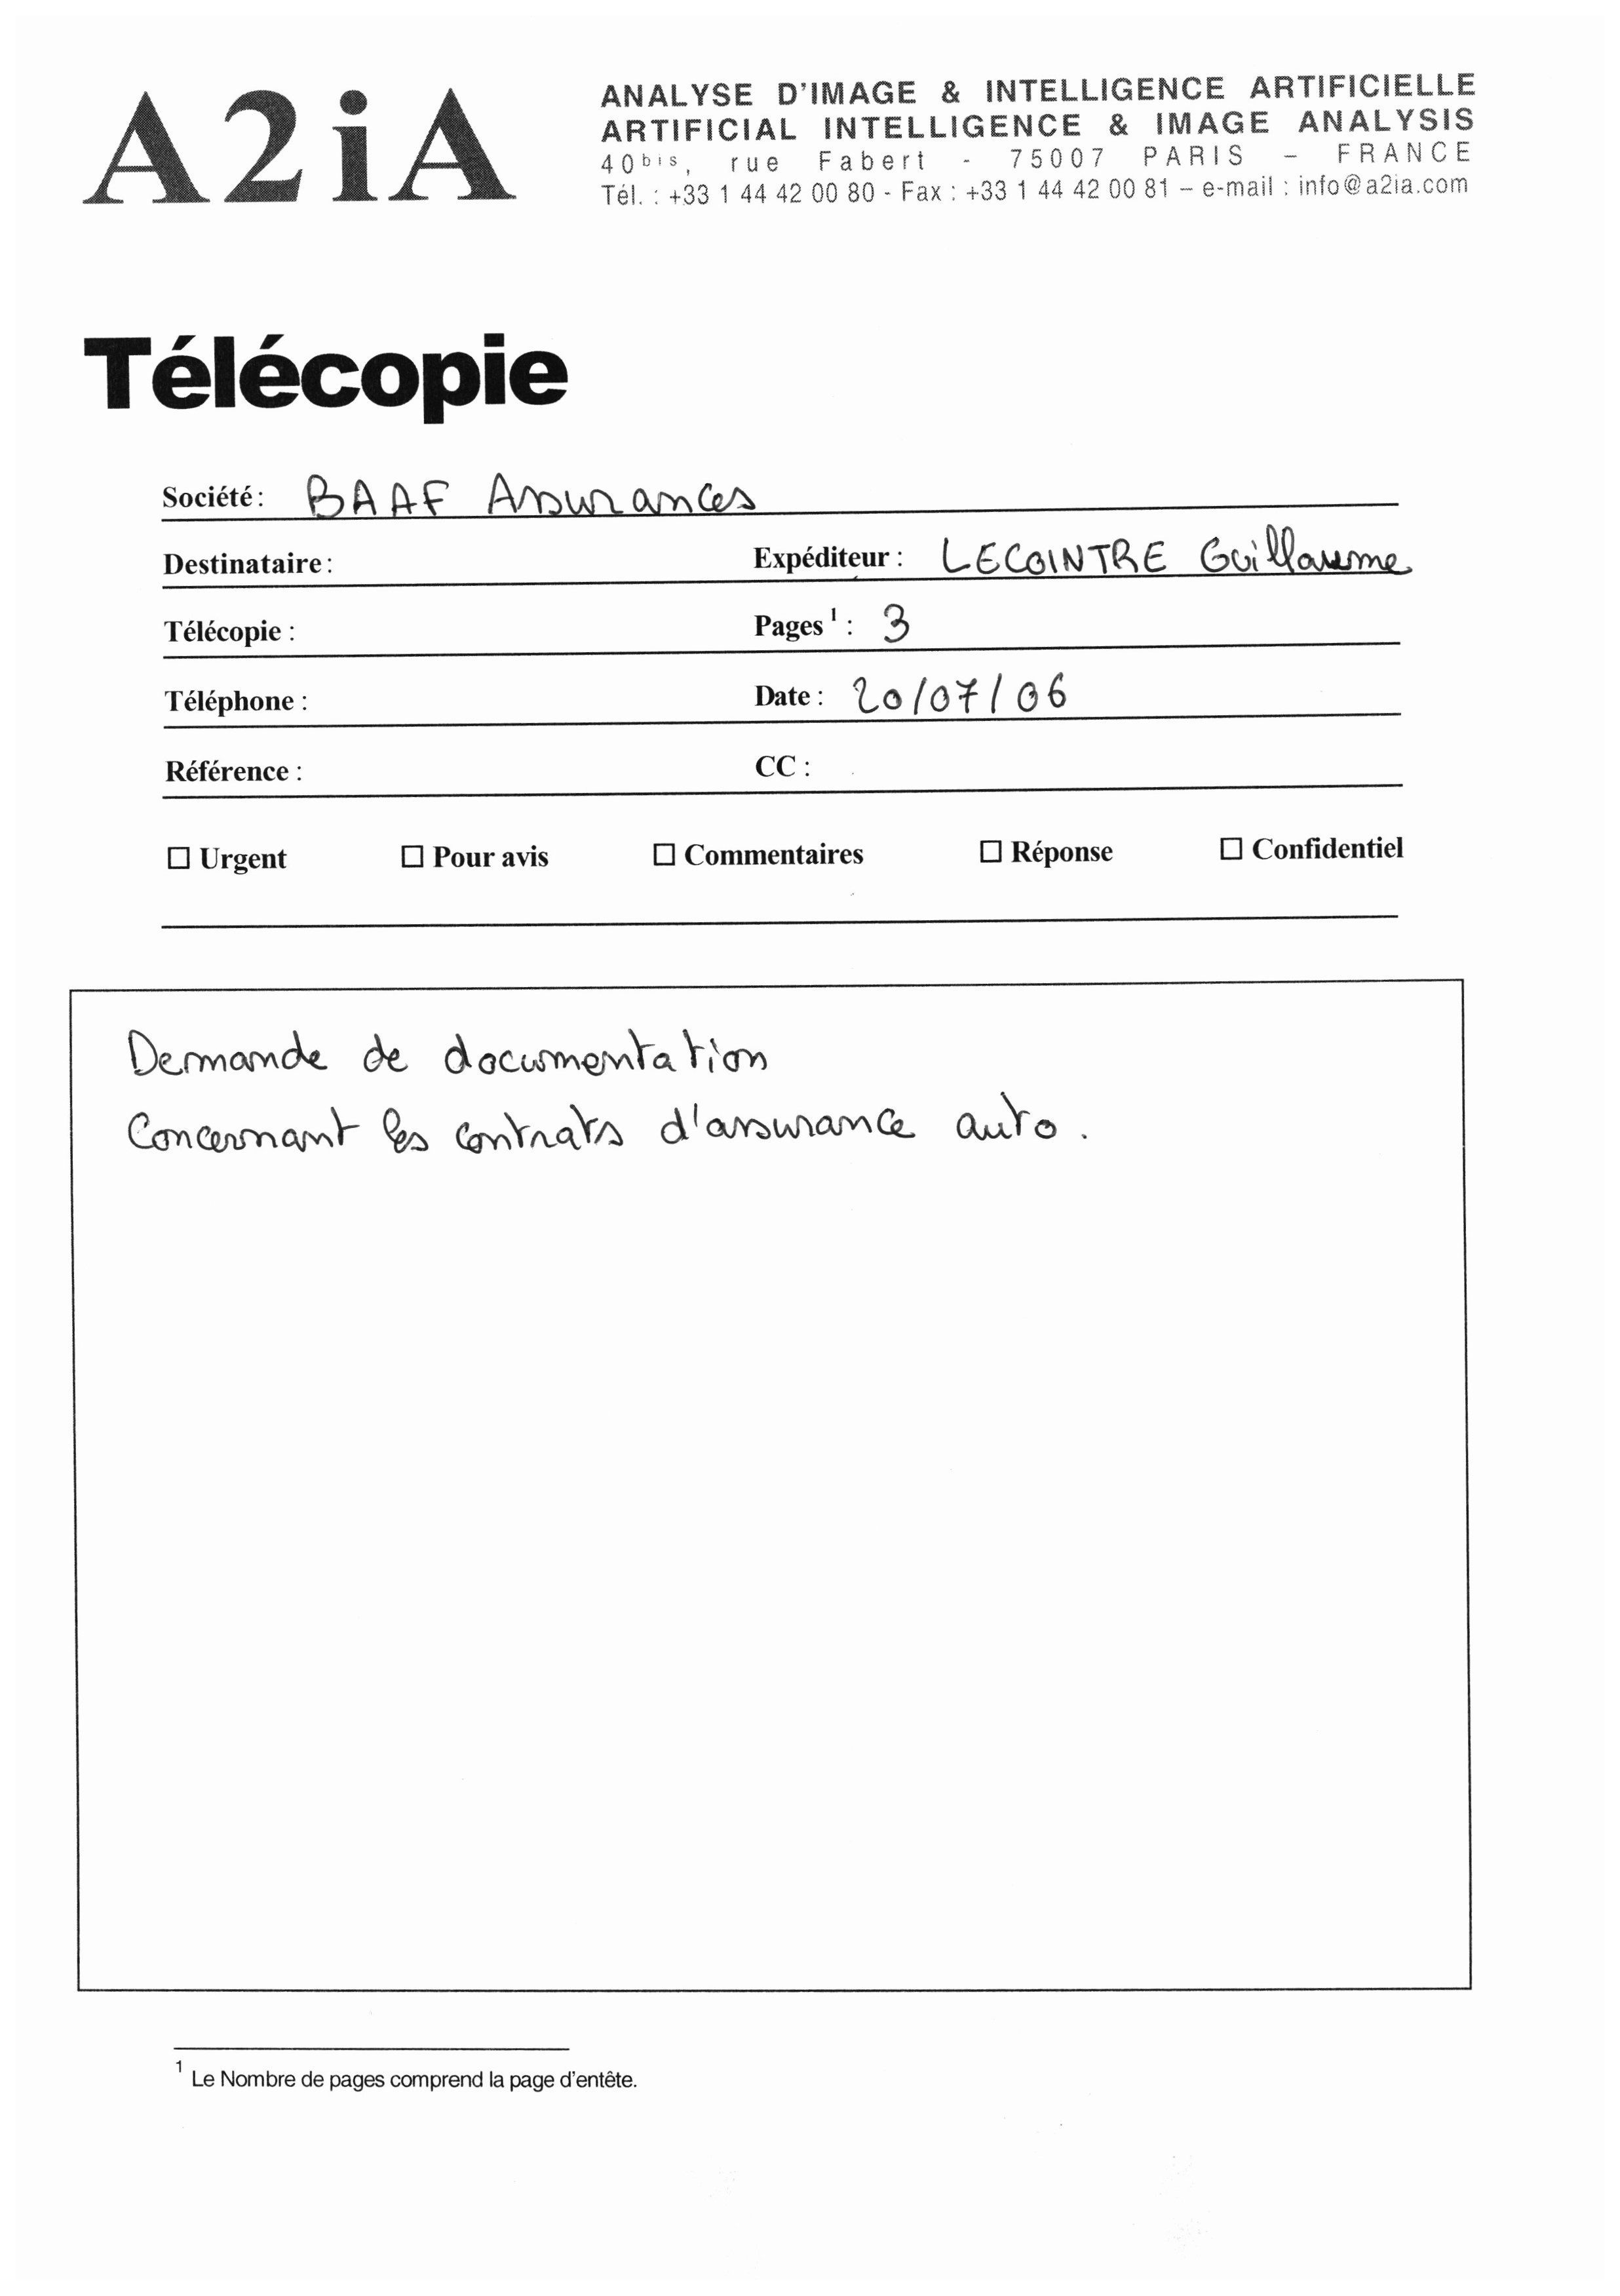 A2iA
ANALYSE D'IMAGE & INTELLIGENCE ARTIFICIELLE
ARTIFICIAL INTELLIGENCE & IMAGE ANALYSIS
40 bis, rue Fabert - 75007 PARIS – FRANCE
Tél. : +33 1 44 42 00 80 - Fax : +33 1 44 42 00 81 – e-mail : info@a2ia.com
Télécopie
Société : BAAF Assurances
Destinataire : Expéditeur : LECOINTRE Guillaume
Télécopie : Pages 1 : 3
Téléphone : Date : 20/07/06
Référence : CC :
☐ Urgent ☐ Pour avis ☐ Commentaires ☐ Réponse ☐ Confidentiel
Demande de documentation
Concernant les contrats d'assurance auto.
1 Le Nombre de pages comprend la page d'entête.